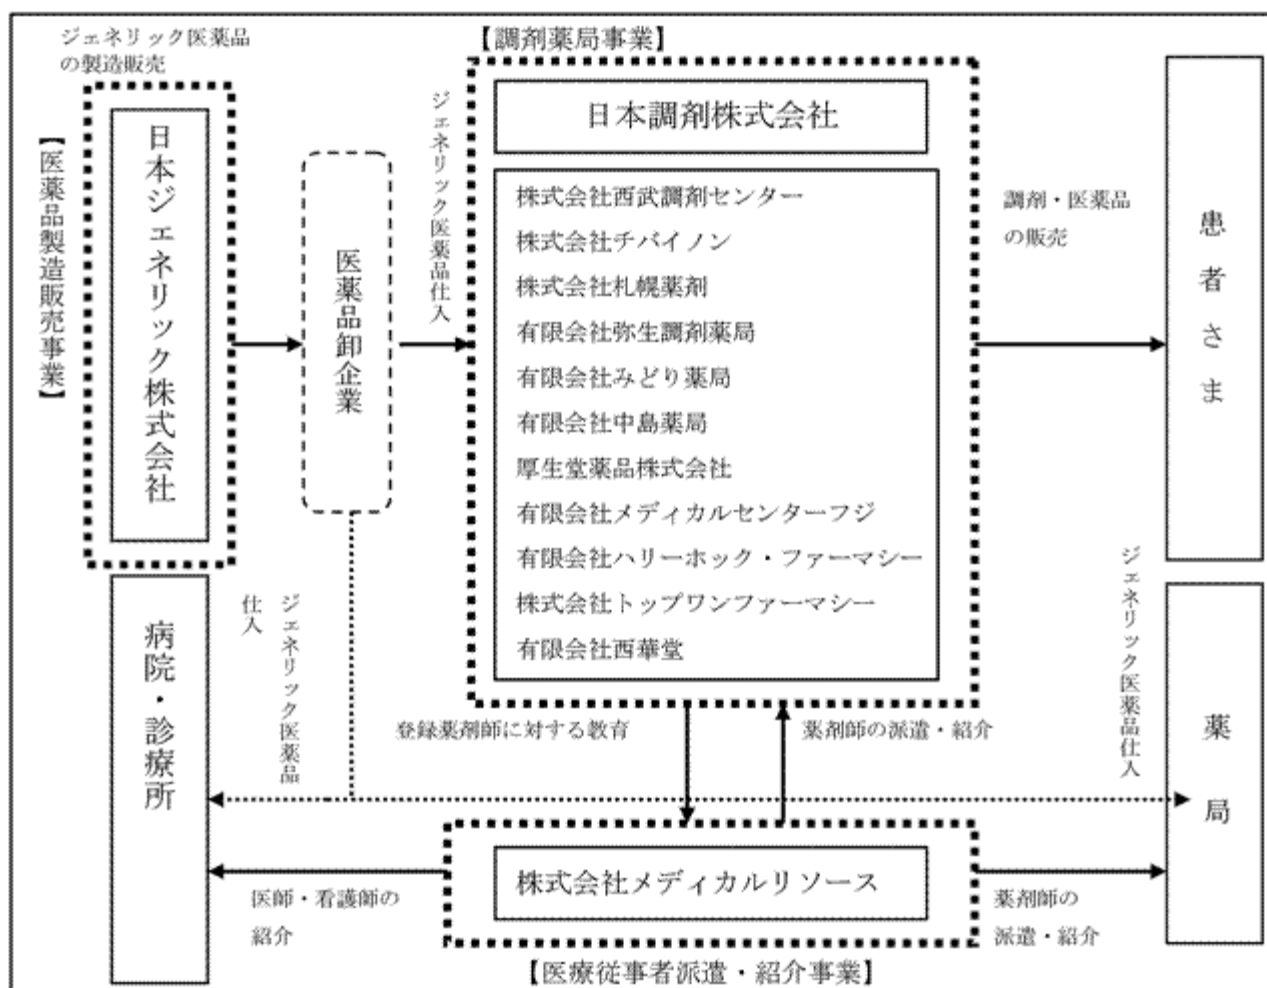 ジェネリック医薬品
の製造販売
【医薬品製造販売事業】
日本ジェネリック株式会社
医薬品卸企業
ジェネリック医薬品仕入
【調剤薬局事業】
日本調剤株式会社
株式会社西武調剤センター
株式会社チバイノン
株式会社札幌薬剤
有限会社弥生調剤薬局
有限会社みどり薬局
有限会社中島薬局
厚生堂薬品株式会社
有限会社メディカルセンターフジ
有限会社ハリーホック・ファーマシー
株式会社トップワンファーマシー
有限会社西華堂
調剤・医薬品
の販売
患者さま
病院・診療所
ジェネリック医薬品
仕入
登録薬剤師に対する教育
薬剤師の派遣・紹介
ジェネリック医薬品仕入
薬局
株式会社メディカルリソース
医師・看護師の
紹介
薬剤師の
派遣・紹介
【医療従事者派遣・紹介事業】